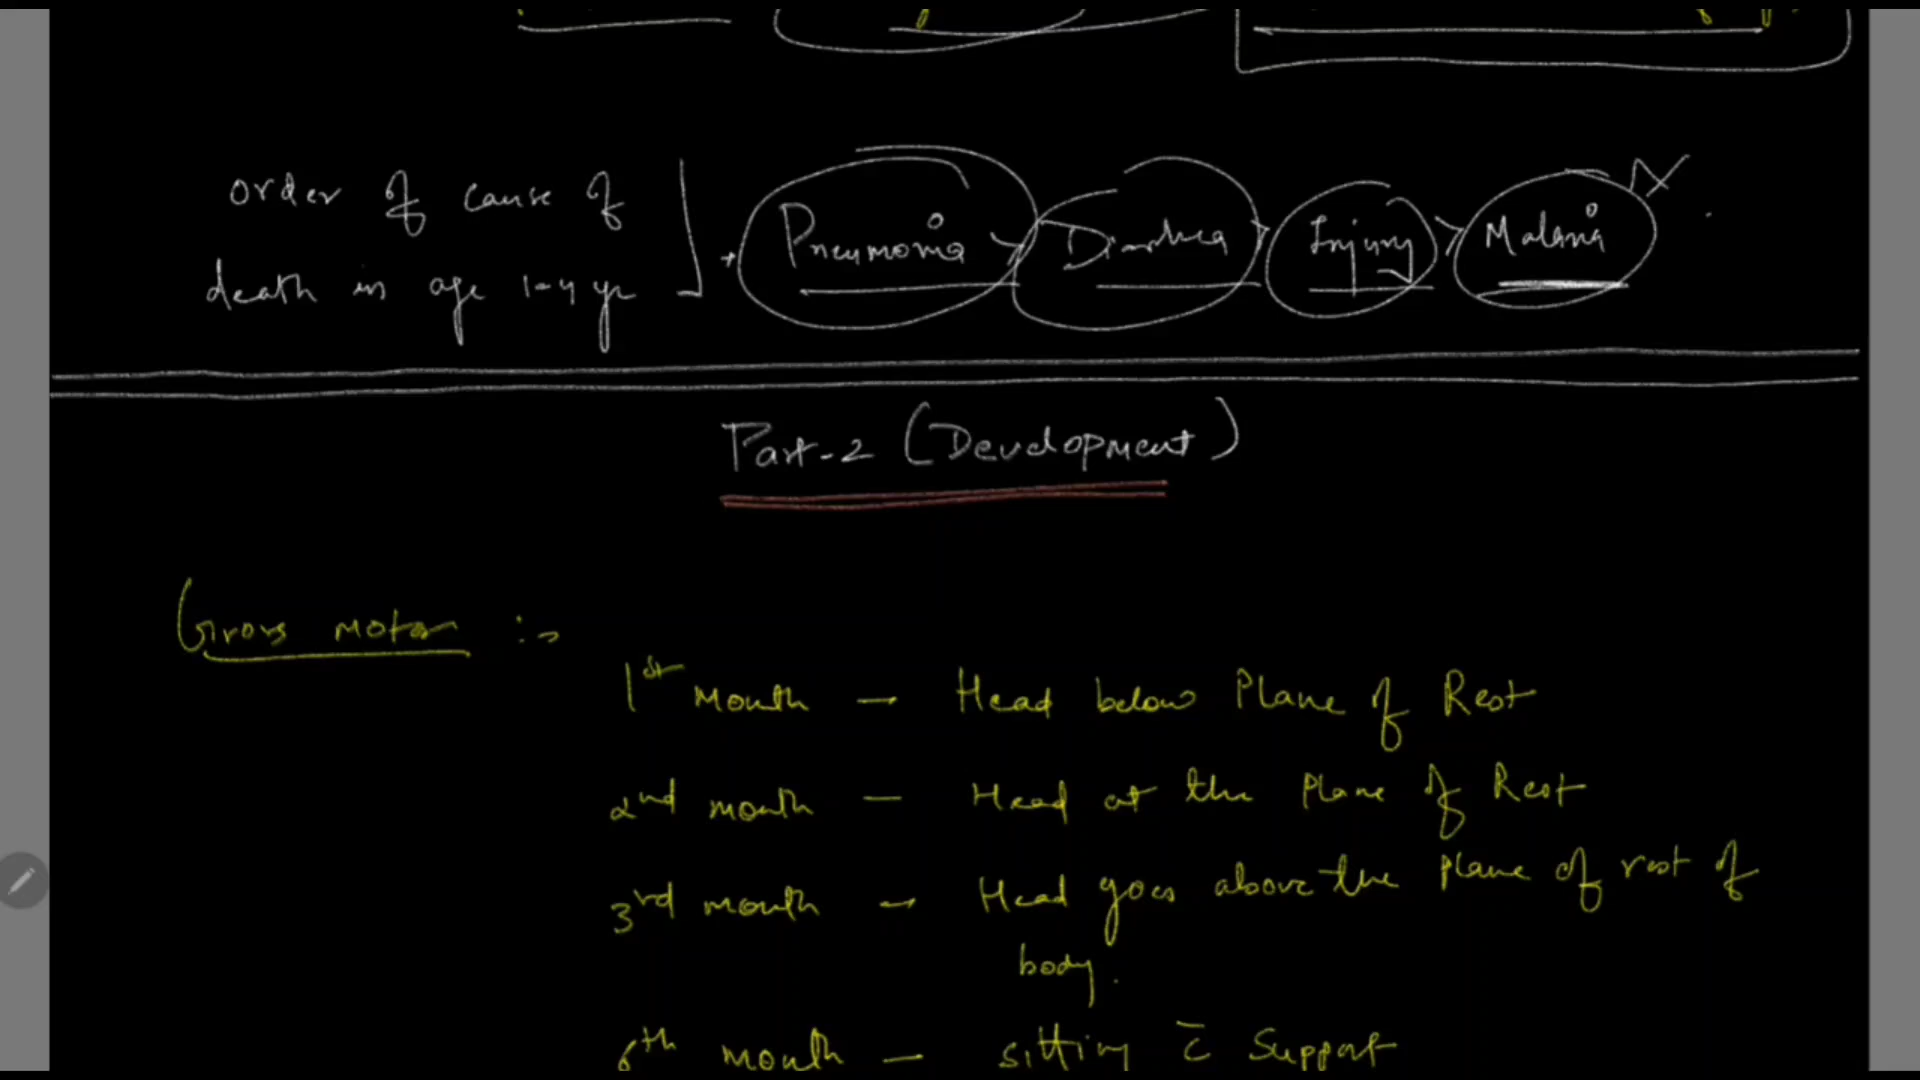 order of cause of
death in age 1-4 yr → Pneumonia > Diarrhea > Injury > Malaria
Part-2 (Development)
Gross motor :-
1st Month — Head below Plane of Rest
2nd month — Head at the Plane of Rest
3rd month — Head goes above the plane of rest of
body.
6th month — sitting c̄ support